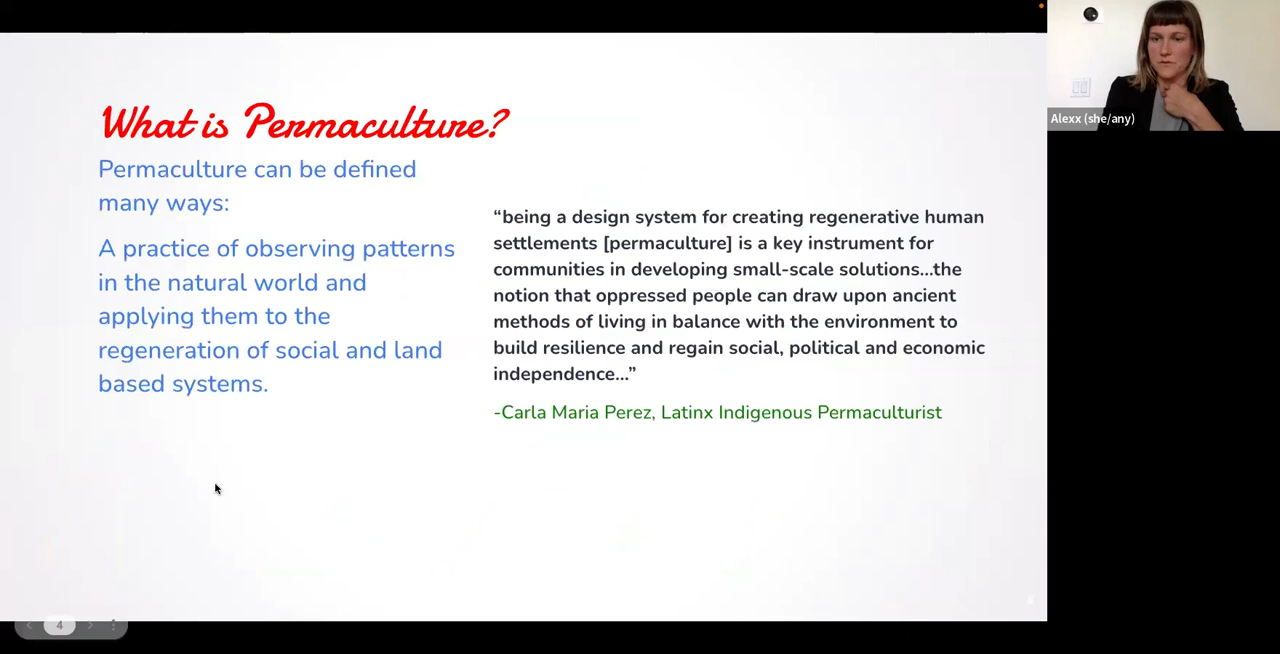 What is Permaculture?
Permaculture can be defined
many ways:
A practice of observing patterns
in the natural world and
applying them to the
regeneration of social and land
based systems.
“being a design system for creating regenerative human
settlements [permaculture] is a key instrument for
communities in developing small-scale solutions...the
notion that oppressed people can draw upon ancient
methods of living in balance with the environment to
build resilience and regain social, political and economic
independence...”
-Carla Maria Perez, Latinx Indigenous Permaculturist
Alexx (she/any)
4